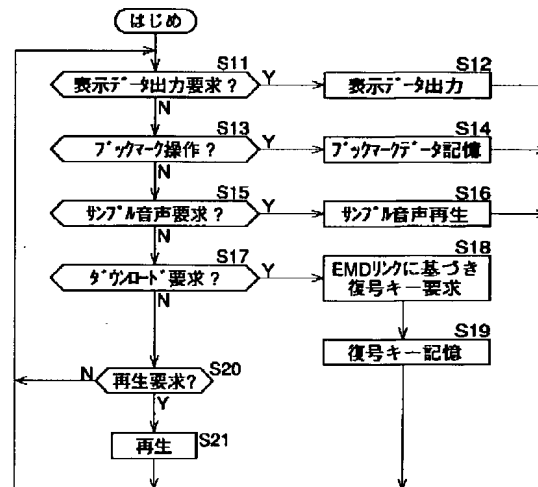 はじめ
S11
表示データ出力要求？
Y
N
S12
表示データ出力
S13
ブックマーク操作？
Y
N
S14
ブックマークデータ記憶
S15
サンプル音声要求？
Y
N
S16
サンプル音声再生
S17
ダウンロード要求？
Y
N
S18
EMDリンクに基づき
復号キー要求
S19
復号キー記憶
S20
再生要求？
N
Y
S21
再生